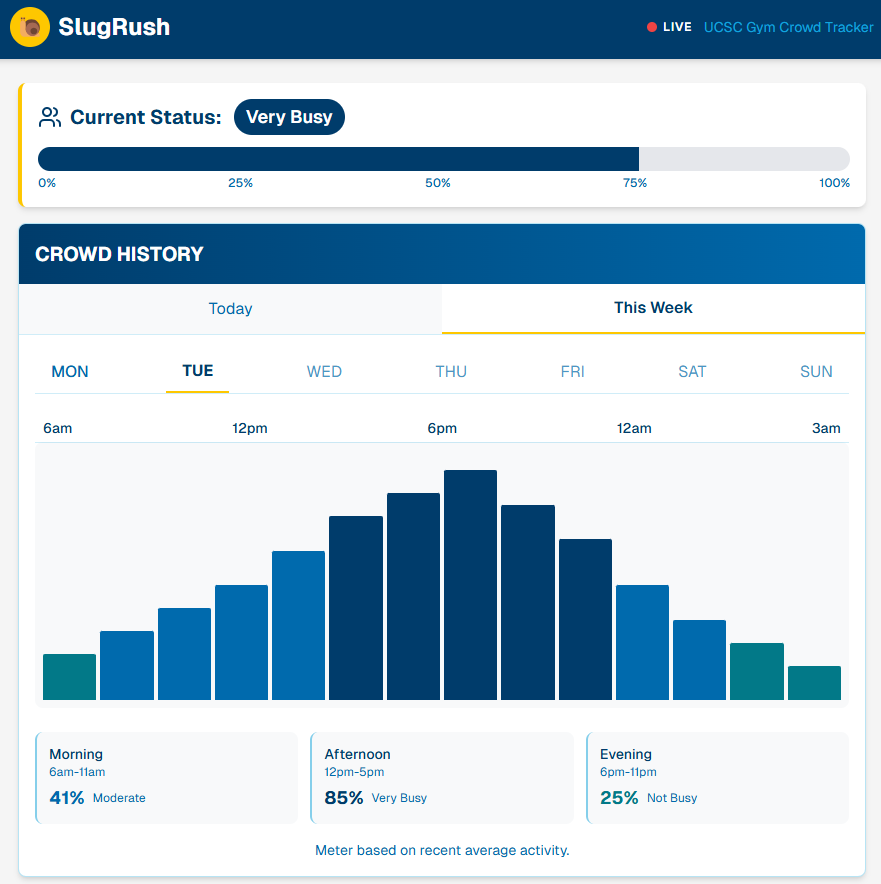 SlugRush
LIVE UCSC Gym Crowd Tracker
Current Status: Very Busy
0% 25% 50% 75% 100%
CROWD HISTORY
Today This Week
MON TUE WED THU FRI SAT SUN
6am 12pm 6pm 12am 3am
Morning
6am-11am
41% Moderate
Afternoon
12pm-5pm
85% Very Busy
Evening
6pm-11pm
25% Not Busy
Meter based on recent average activity.